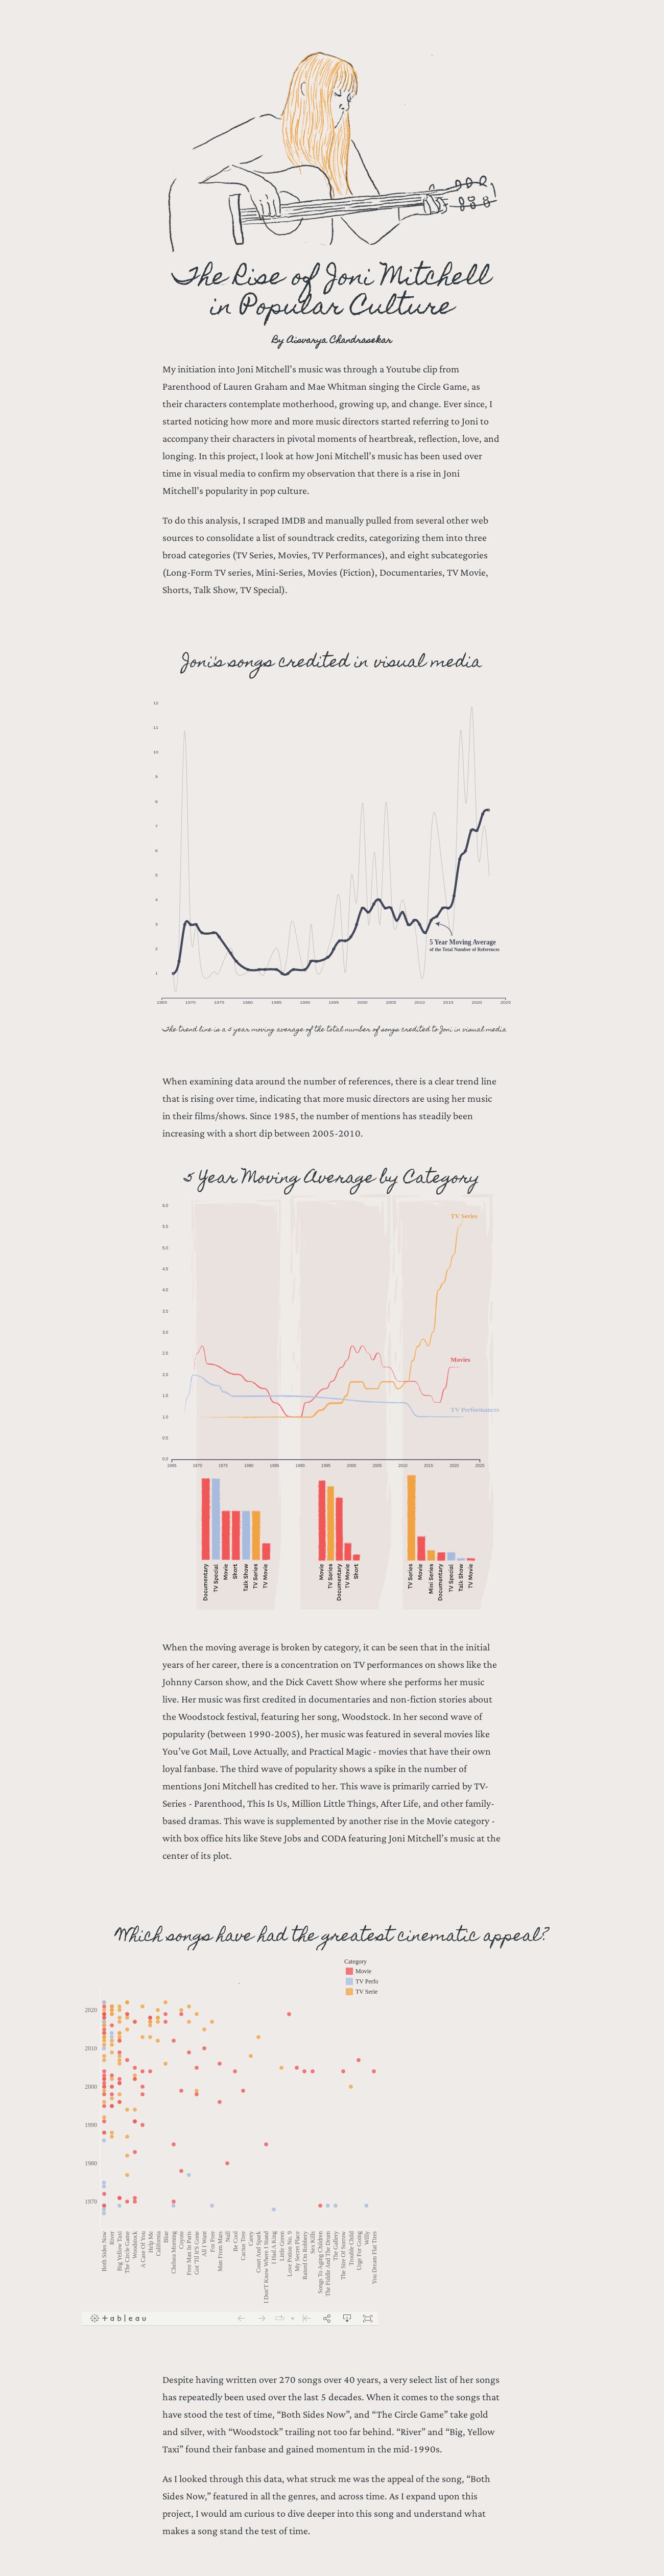 The Rise of Joni Mitchell
in Popular Culture
By Aisvarya Chandrasekar
My initiation into Joni Mitchell's music was through a Youtube clip from
Parenthood of Lauren Graham and Mae Whitman singing the Circle Game, as
their characters contemplate motherhood, growing up, and change. Ever since, I
started noticing how more and more music directors started referring to Joni to
accompany their characters in pivotal moments of heartbreak, reflection, love, and
longing. In this project, I look at how Joni Mitchell's music has been used over
time in visual media to confirm my observation that there is a rise in Joni
Mitchell's popularity in pop culture.
To do this analysis, I scraped IMDB and manually pulled from several other web
sources to consolidate a list of soundtrack credits, categorizing them into three
broad categories (TV Series, Movies, TV Performances), and eight subcategories
(Long-Form TV series, Mini-Series, Movies (Fiction), Documentaries, TV Movie,
Shorts, Talk Show, TV Special).
Joni's songs credited in visual media
12
11
10
9
8
7
6
5
4
3
2
1
5 Year Moving Average
of the Total Number of References
1965 1970 1975 1980 1985 1990 1995 2000 2005 2010 2015 2020 2025
The trend line is a 5 year moving average of the total number of songs credited to Joni in visual media
When examining data around the number of references, there is a clear trend line
that is rising over time, indicating that more music directors are using her music
in their films/shows. Since 1985, the number of mentions has steadily been
increasing with a short dip between 2005-2010.
5 Year Moving Average by Category
6.0
TV Series
5.5
5.0
4.5
4.0
3.5
3.0
2.5
Movies
2.0
1.5
TV Performances
1.0
0.5
0.0
1965 1970 1975 1980 1985 1990 1995 2000 2005 2010 2015 2020 2025
Documentary
TV Special
Movie
Short
Talk Show
TV Series
TV Movie
Movie
TV Series
Documentary
TV Movie
Short
TV Series
Movie
Mini Series
Documentary
TV Special
Talk Show
TV Movie
When the moving average is broken by category, it can be seen that in the initial
years of her career, there is a concentration on TV performances on shows like the
Johnny Carson show, and the Dick Cavett Show where she performs her music
live. Her music was first credited in documentaries and non-fiction stories about
the Woodstock festival, featuring her song, Woodstock. In her second wave of
popularity (between 1990-2005), her music was featured in several movies like
You've Got Mail, Love Actually, and Practical Magic - movies that have their own
loyal fanbase. The third wave of popularity shows a spike in the number of
mentions Joni Mitchell has credited to her. This wave is primarily carried by TV-
Series - Parenthood, This Is Us, Million Little Things, After Life, and other family-
based dramas. This wave is supplemented by another rise in the Movie category -
with box office hits like Steve Jobs and CODA featuring Joni Mitchell's music at the
center of its plot.
Which songs have had the greatest cinematic appeal?
Category
Movie
TV Perfo
TV Serie
2020
2010
2000
1990
1980
1970
Both Sides Now
River
Big Yellow Taxi
The Circle Game
Woodstock
A Case Of You
Help Me
California
Blue
Chelsea Morning
Coyote
Free Man In Paris
Got 'Til It'S Gone
All I Want
Fen Free
Man From Mars
Null
Be Cool
Cactus Tree
Carey
Court And Spark
I Don'T Know Where I Stand
I Had A King
Little Green
Love Potion No. 9
My Secret Place
Raised On Robbery
Sex Kills
Songs To Aging Children
The Fiddle And The Drum
The Gallery
The Sire Of Sorrow
Trouble Child
Urge For Going
Willy
You Dream Flat Tires
+ableau
Despite having written over 270 songs over 40 years, a very select list of her songs
has repeatedly been used over the last 5 decades. When it comes to the songs that
have stood the test of time, “Both Sides Now”, and “The Circle Game” take gold
and silver, with “Woodstock” trailing not too far behind. “River” and “Big, Yellow
Taxi” found their fanbase and gained momentum in the mid-1990s.
As I looked through this data, what struck me was the appeal of the song, “Both
Sides Now,” featured in all the genres, and across time. As I expand upon this
project, I would am curious to dive deeper into this song and understand what
makes a song stand the test of time.